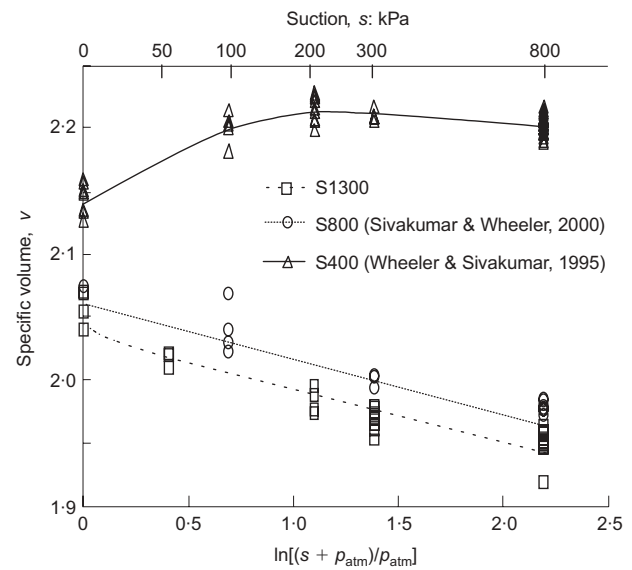 Suction, s: kPa
0 50 100 200 300 800
2·2
2·1
2·0
1·9
Specific volume, v
S1300
S800 (Sivakumar & Wheeler, 2000)
S400 (Wheeler & Sivakumar, 1995)
0 0·5 1·0 1·5 2·0 2·5
ln[(s + patm)/patm]